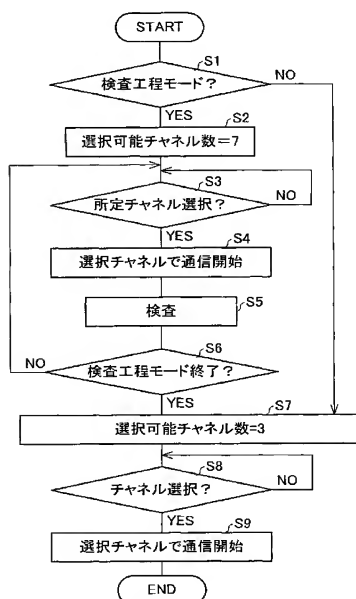 START
S1
検査工程モード?
NO
YES
S2
選択可能チャネル数=7
S3
所定チャネル選択?
NO
YES
S4
選択チャネルで通信開始
S5
検査
S6
NO
検査工程モード終了?
YES
S7
選択可能チャネル数=3
S8
チャネル選択?
NO
YES
S9
選択チャネルで通信開始
END